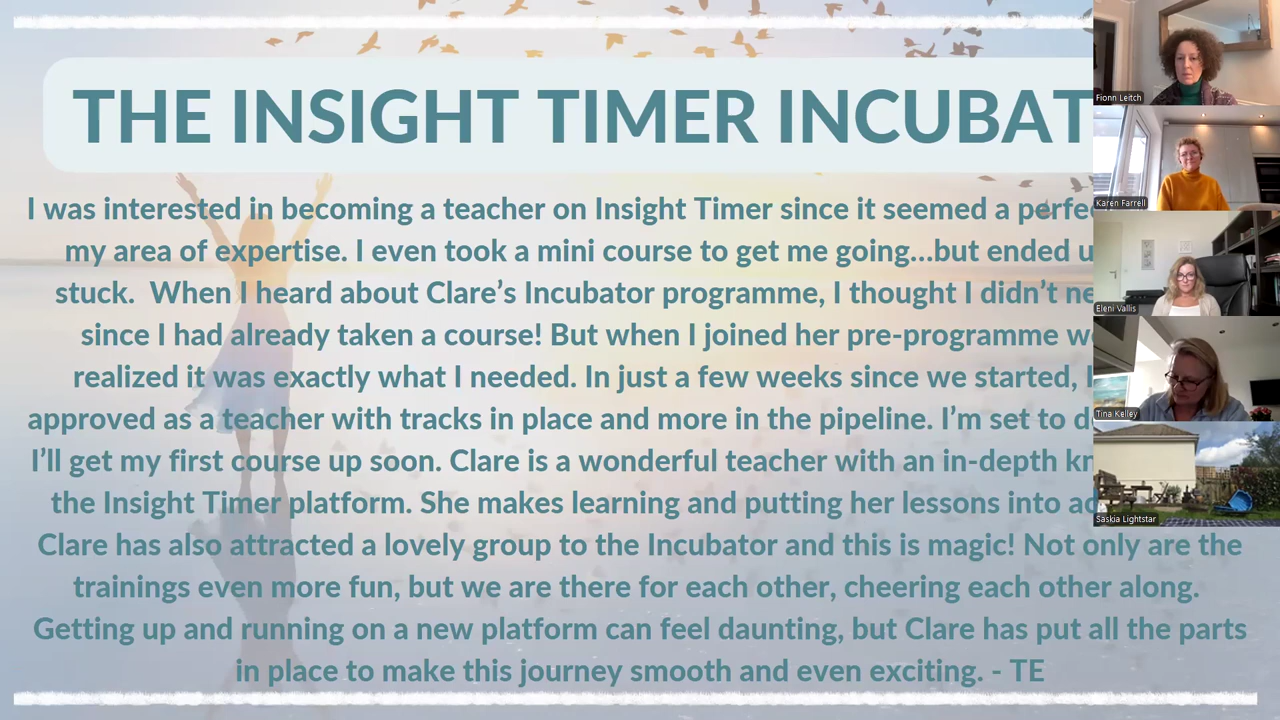 THE INSIGHT TIMER INCUBAT
I was interested in becoming a teacher on Insight Timer since it seemed a perfe
my area of expertise. I even took a mini course to get me going...but ended u
stuck.  When I heard about Clare's Incubator programme, I thought I didn't ne
since I had already taken a course! But when I joined her pre-programme w
realized it was exactly what I needed. In just a few weeks since we started, I
approved as a teacher with tracks in place and more in the pipeline. I'm set to d
I'll get my first course up soon. Clare is a wonderful teacher with an in-depth kn
the Insight Timer platform. She makes learning and putting her lessons into ac
Clare has also attracted a lovely group to the Incubator and this is magic! Not only are the
trainings even more fun, but we are there for each other, cheering each other along.
Getting up and running on a new platform can feel daunting, but Clare has put all the parts
in place to make this journey smooth and even exciting. - TE
Fionn Leitch
Karen Farrell
Eleni Vallis
Tina Kelley
Saskia Lightstar